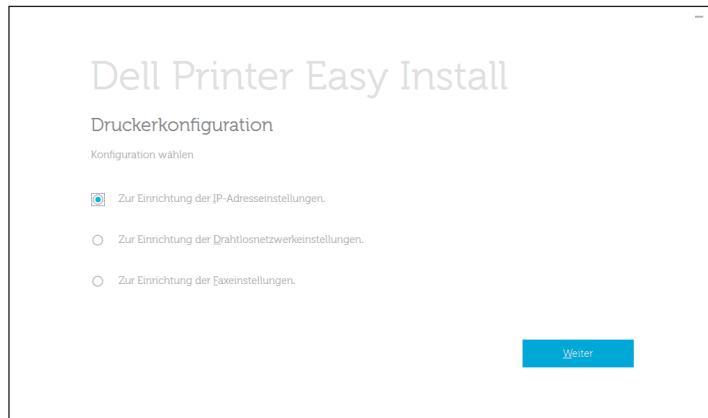 Dell Printer Easy Install
Druckerkonfiguration
Konfiguration wählen
Zur Einrichtung der IP-Adresseinstellungen.
Zur Einrichtung der Drahtlosnetzwerkeinstellungen.
Zur Einrichtung der Faxeinstellungen.
Weiter